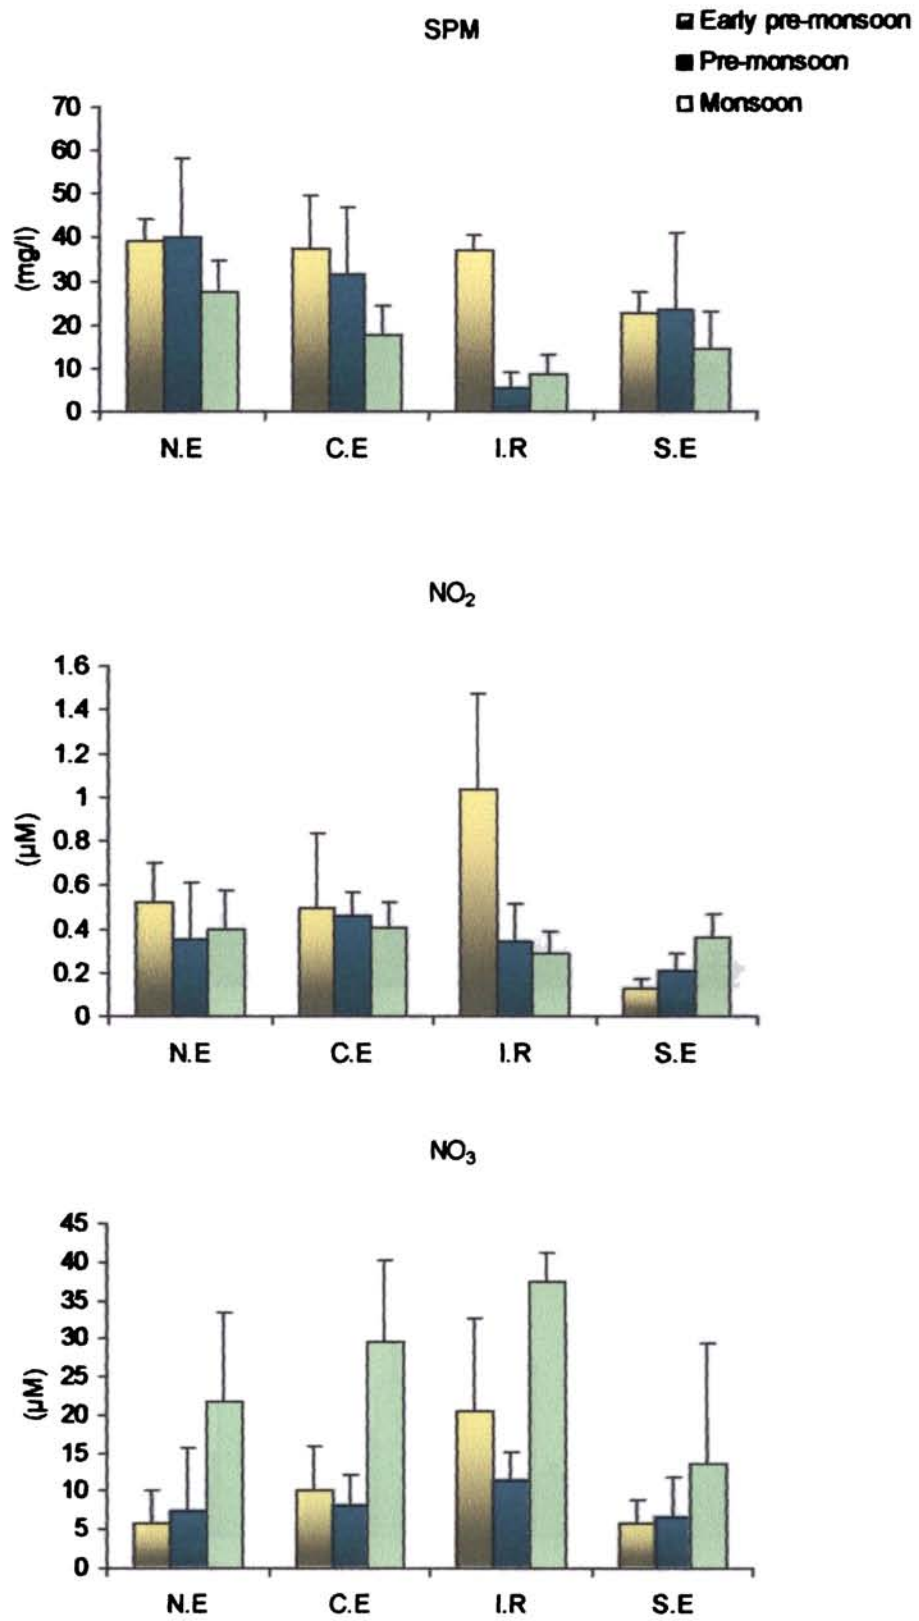 SPM
Early pre-monsoon
Pre-monsoon
Monsoon
70
60
50
40
30
20
10
0
(mg/l)
N.E C.E I.R S.E
NO₂
1.6
1.4
1.2
1
0.8
0.6
0.4
0.2
0
(µM)
N.E C.E I.R S.E
NO₃
45
40
35
30
25
20
15
10
5
0
(µM)
N.E C.E I.R S.E